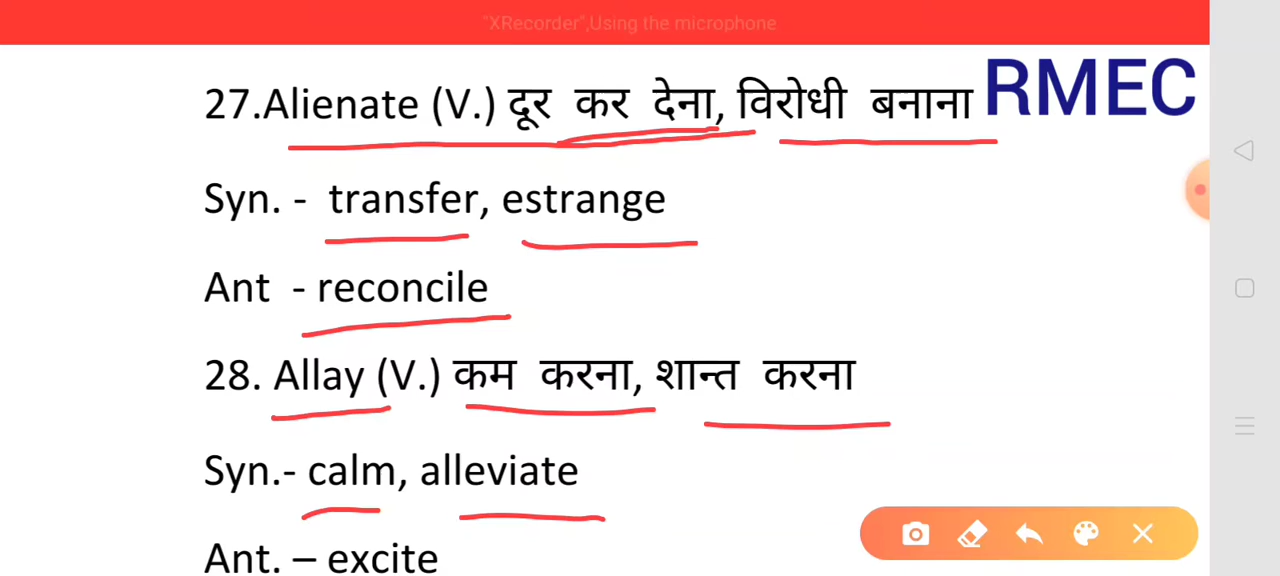 "XRecorder",Using the microphone
27.Alienate (V.) दूर कर देना, विरोधी बनाना RMEC
Syn. - transfer, estrange
Ant - reconcile
28. Allay (V.) कम करना, शान्त करना
Syn.- calm, alleviate
Ant. – excite